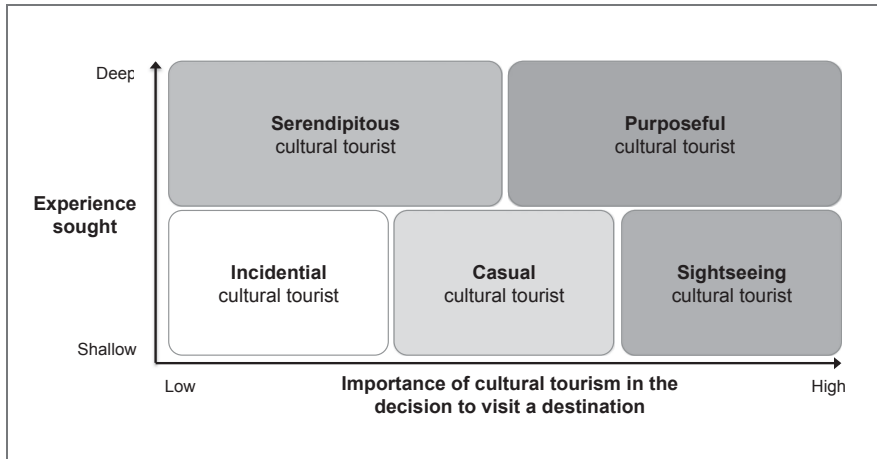 Deep
Serendipitous
cultural tourist
Purposeful
cultural tourist
Experience
sought
Incidential
cultural tourist
Casual
cultural tourist
Sightseeing
cultural tourist
Shallow
Low
Importance of cultural tourism in the
decision to visit a destination
High